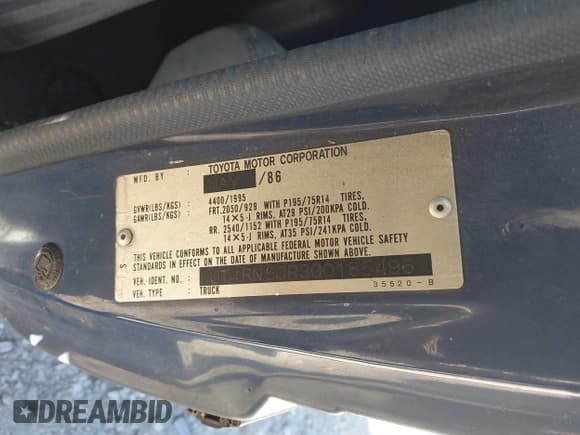 MFD. BY : TOYOTA MOTOR CORPORATION
/86
GVWR(LBS/KGS) : 4400/1995
GAWR(LBS/KGS) : FRT. 2050/929 WITH P195/75R14 TIRES,
14×5-J RIMS, AT29 PSI/200KPA COLD.
RR. 2540/1152 WITH P195/75R14 TIRES,
14×5-J RIMS, AT35 PSI/241KPA COLD.
THIS VEHICLE CONFORMS TO ALL APPLICABLE FEDERAL MOTOR VEHICLE SAFETY
STANDARDS IN EFFECT ON THE DATE OF MANUFACTURE SHOWN ABOVE.
S
VEH. IDENT. NO. :
VEH. TYPE : TRUCK
35520-B
DREAMBID